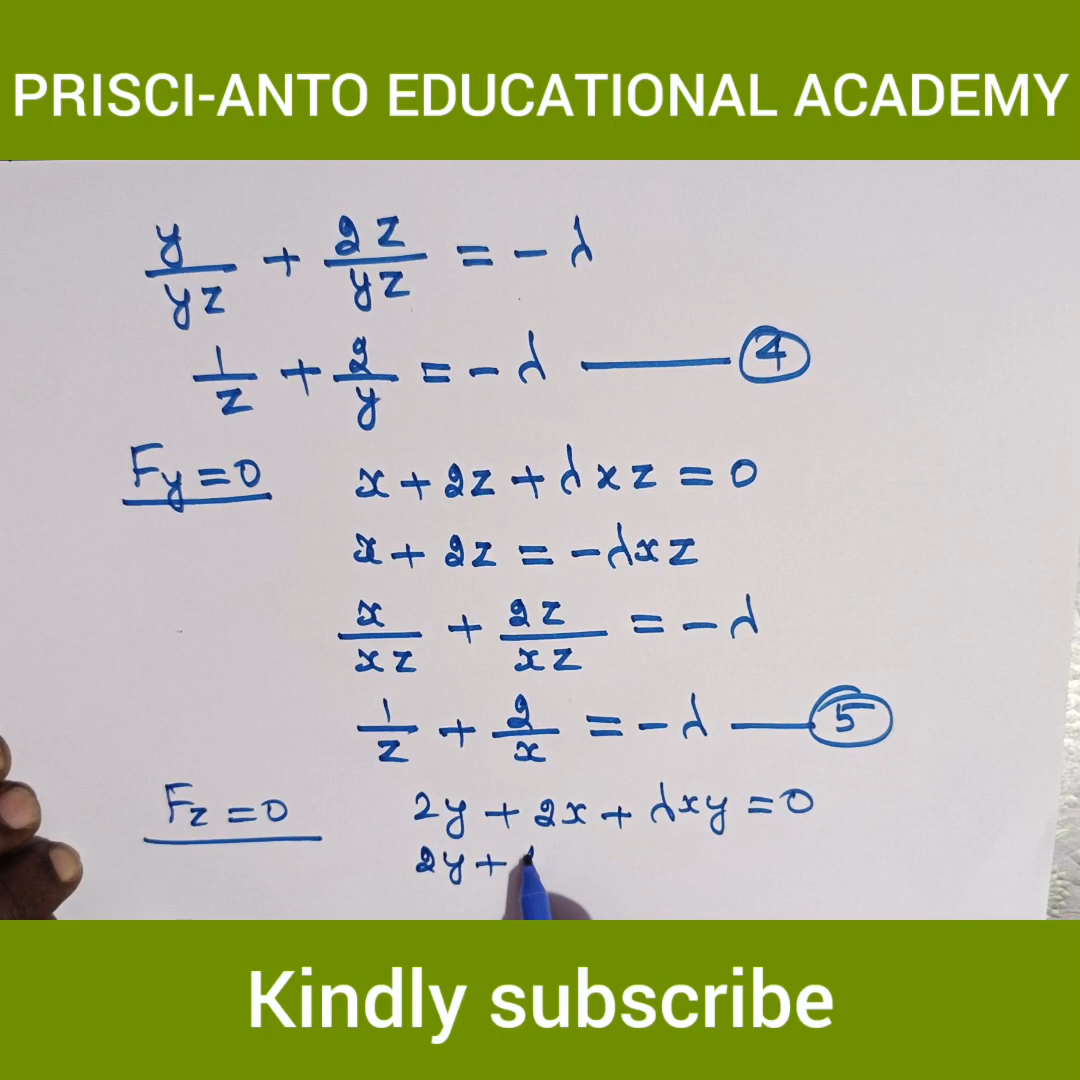 PRISCI-ANTO EDUCATIONAL ACADEMY
y/yz + 2z/yz = -λ
1/z + 2/y = -λ —— ④
Fy = 0 x + 2z + λxz = 0
x + 2z = -λxz
x/xz + 2z/xz = -λ
1/z + 2/x = -λ —— ⑤
Fz = 0 2y + 2x + λxy = 0
2y +
Kindly subscribe